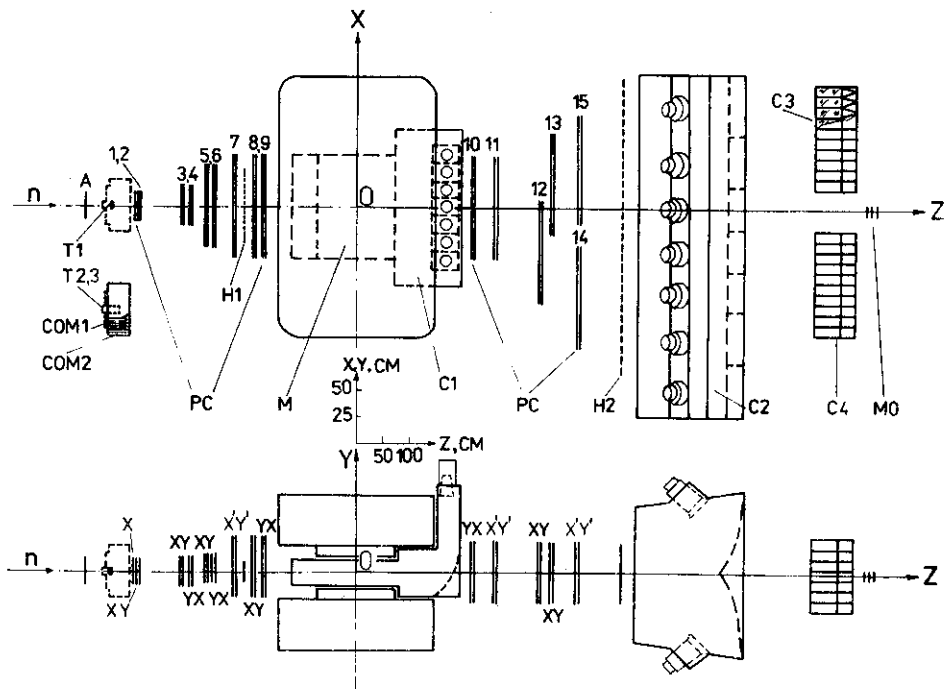 X
15
13
C3
7
8,9
5,6
10
11
1,2
3,4
12
n
A
O
Z
T1
14
T2,3
H1
COM1
COM2
X,Y, CM
C1
50
PC
M
PC
H2
C2
C4
MO
25
Y
50 100
Z, CM
X'Y'
YX
YX
X'Y'
XY
X'Y'
X
XY
XY
n
O
Z
XY
YX
YX
XY
XY